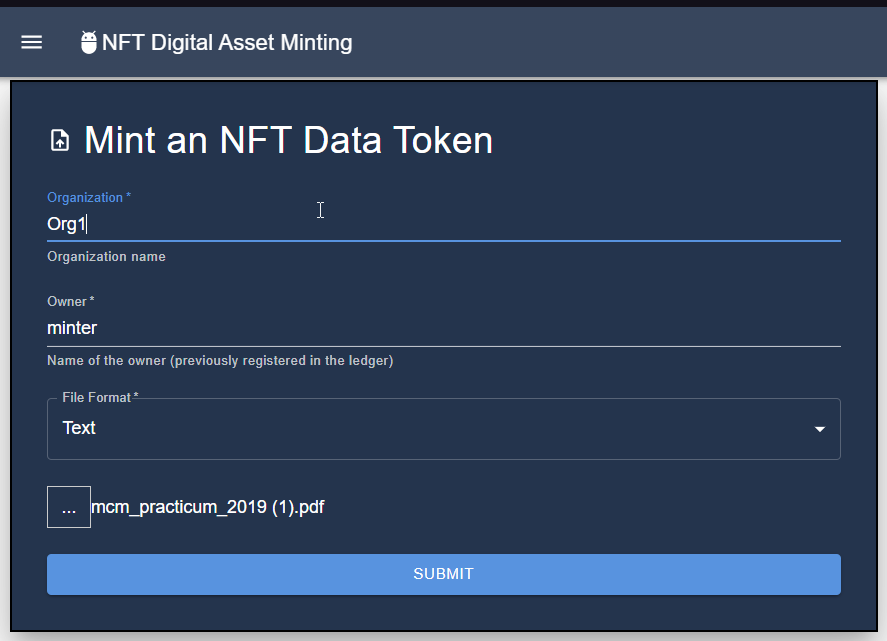 NFT Digital Asset Minting
Mint an NFT Data Token
Organization *
Org1
Organization name
Owner *
minter
Name of the owner (previously registered in the ledger)
File Format *
Text
... mcm_practicum_2019 (1).pdf
SUBMIT